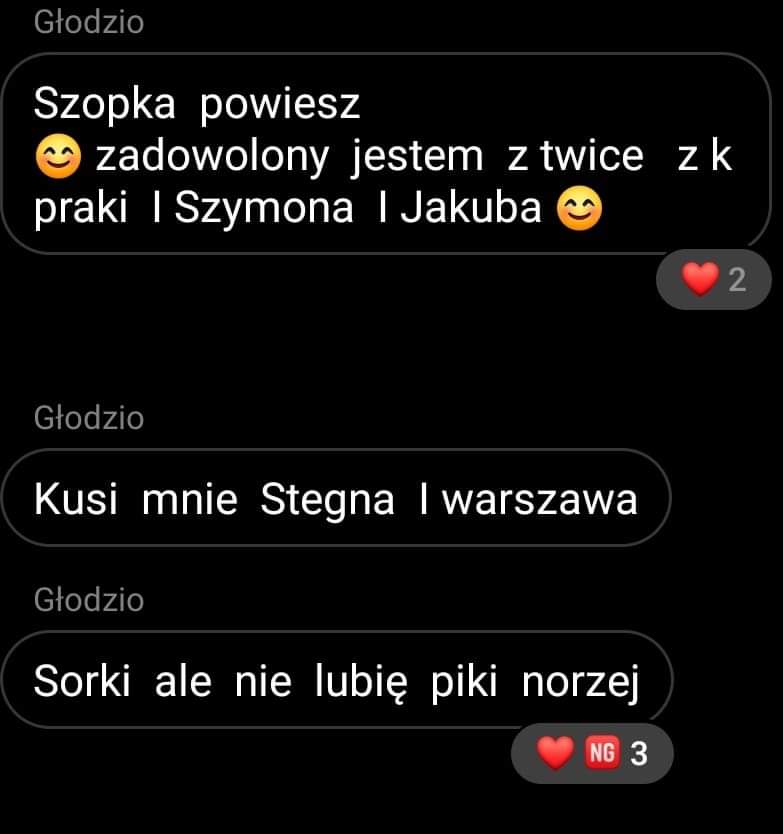 Głodzio
Szopka powiesz
😊 zadowolony jestem z twice z k
praki I Szymona I Jakuba 😊
❤️ 2
Głodzio
Kusi mnie Stegna I warszawa
Głodzio
Sorki ale nie lubię piki norzej
❤️ 🆖 3